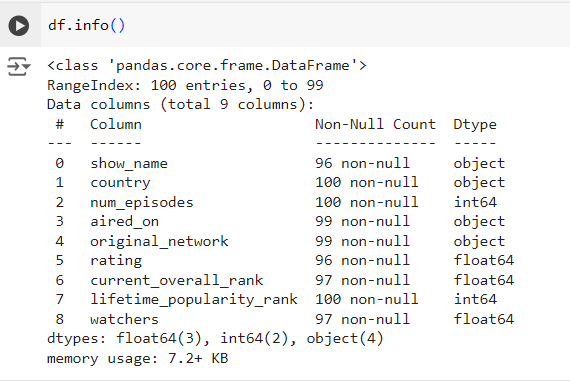 df.info()
<class 'pandas.core.frame.DataFrame'>
RangeIndex: 100 entries, 0 to 99
Data columns (total 9 columns):
 #   Column                    Non-Null Count  Dtype
---  ------                    --------------  -----
 0   show_name                 96 non-null     object
 1   country                   100 non-null    object
 2   num_episodes              100 non-null    int64
 3   aired_on                  99 non-null     object
 4   original_network          99 non-null     object
 5   rating                    96 non-null     float64
 6   current_overall_rank      97 non-null     float64
 7   lifetime_popularity_rank  100 non-null    int64
 8   watchers                  97 non-null     float64
dtypes: float64(3), int64(2), object(4)
memory usage: 7.2+ KB